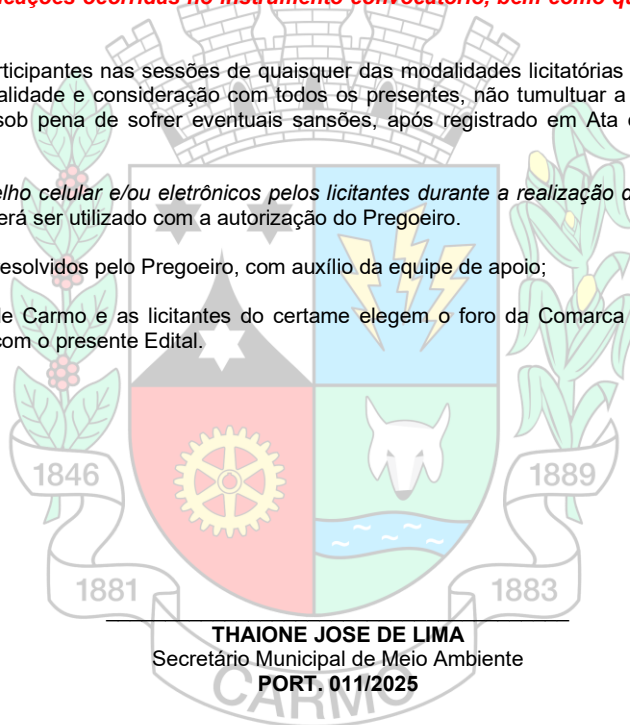 icações ocorridas no instrumento convocatório, bem como qu
rticipantes nas sessões de quaisquer das modalidades licitatórias
alidade e consideração com todos os presentes, não tumultuar a
sob pena de sofrer eventuais sansões, após registrado em Ata
elho celular e/ou eletrônicos pelos licitantes durante a realização d
erá ser utilizado com a autorização do Pregoeiro.
esolvidos pelo Pregoeiro, com auxílio da equipe de apoio;
de Carmo e as licitantes do certame elegem o foro da Comarca
com o presente Edital.
1846
1889
1881
1883
THAIONE JOSE DE LIMA
Secretário Municipal de Meio Ambiente
PORT. 011/2025
CARMO